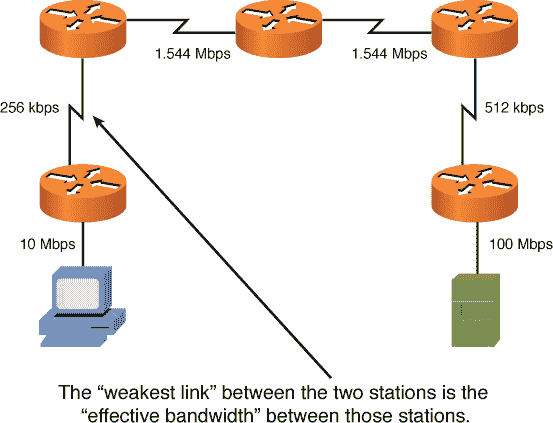 1.544 Mbps
1.544 Mbps
256 kbps
512 kbps
10 Mbps
100 Mbps
The “weakest link” between the two stations is the
“effective bandwidth” between those stations.